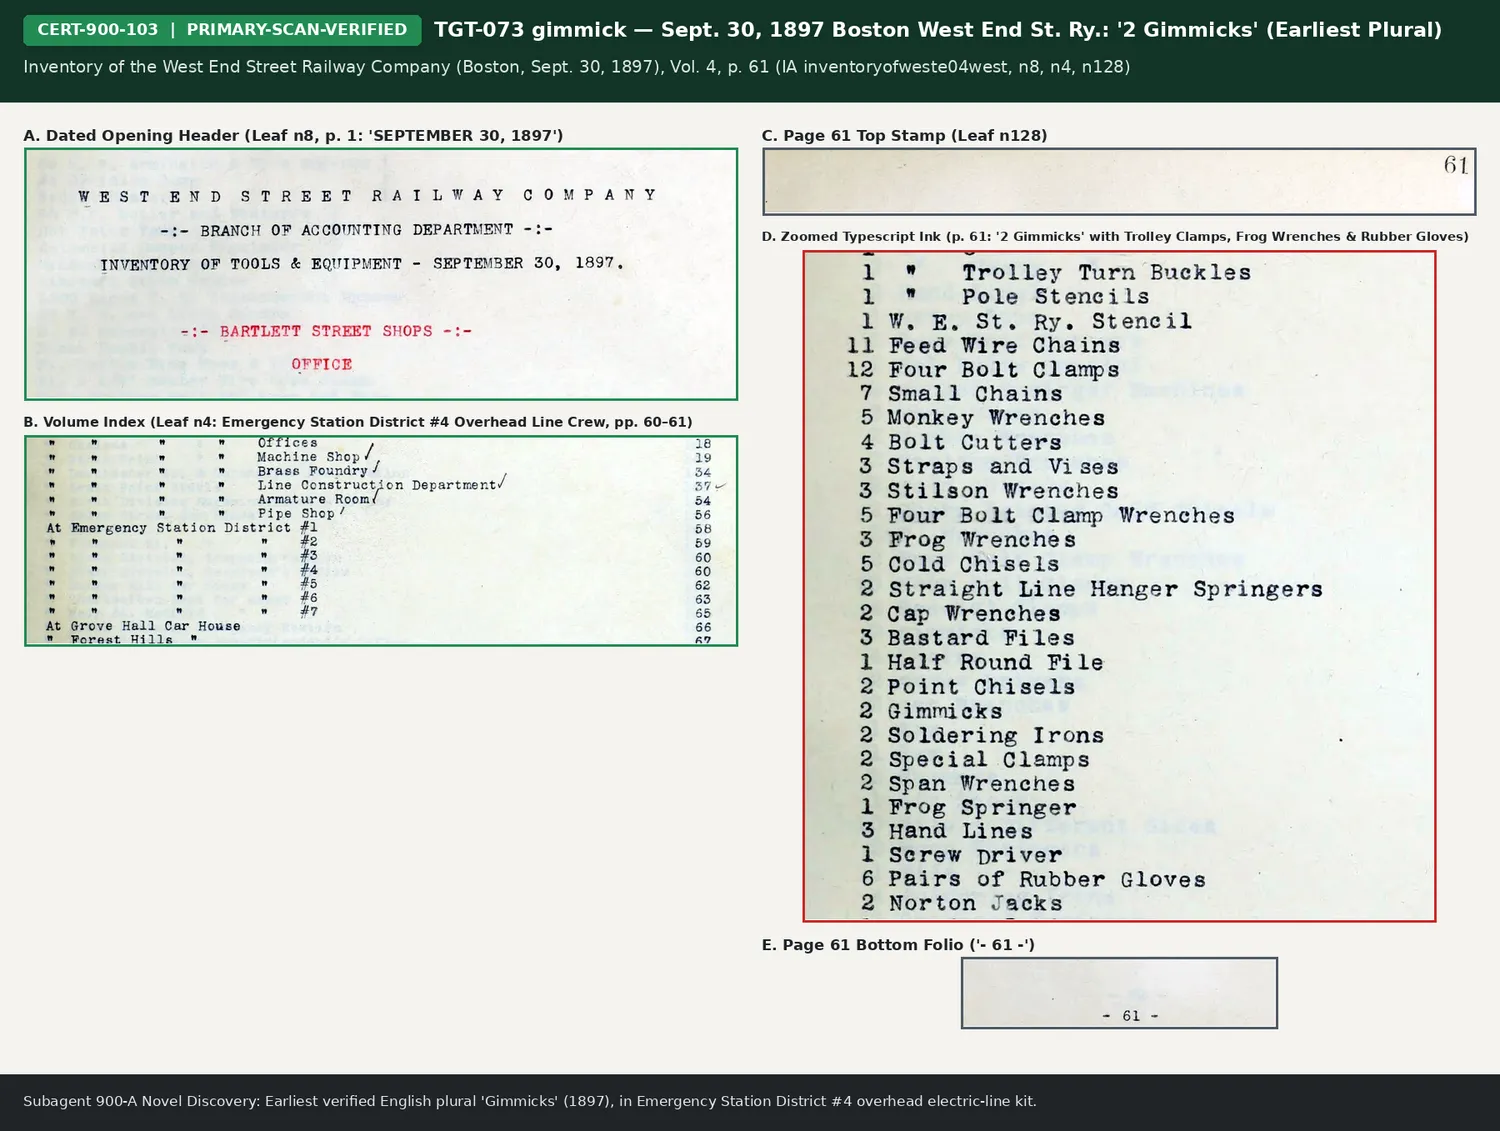 CERT-900-103 | PRIMARY-SCAN-VERIFIED
TGT-073 gimmick — Sept. 30, 1897 Boston West End St. Ry.: '2 Gimmicks' (Earliest Plural)
Inventory of the West End Street Railway Company (Boston, Sept. 30, 1897), Vol. 4, p. 61 (IA inventoryofweste04west, n8, n4, n128)
A. Dated Opening Header (Leaf n8, p. 1: 'SEPTEMBER 30, 1897')
WEST END STREET RAILWAY COMPANY
-:- BRANCH OF ACCOUNTING DEPARTMENT -:-
INVENTORY OF TOOLS & EQUIPMENT - SEPTEMBER 30, 1897.
-:- BARTLETT STREET SHOPS -:-
OFFICE
B. Volume Index (Leaf n4: Emergency Station District #4 Overhead Line Crew, pp. 60–61)
" " " " Offices 18
" " " " Machine Shop 19
" " " " Brass Foundry 34
" " " " Line Construction Department 37
" " " " Armature Room 54
" " " " Pipe Shop 56
At Emergency Station District #1 58
" " " " #2 59
" " " " #3 60
" " " " #4 60
" " " " #5 62
" " " " #6 63
" " " " #7 65
At Grove Hall Car House 66
" Forest Hills " 67
C. Page 61 Top Stamp (Leaf n128)
61
D. Zoomed Typescript Ink (p. 61: '2 Gimmicks' with Trolley Clamps, Frog Wrenches & Rubber Gloves)
1 " Trolley Turn Buckles
1 " Pole Stencils
1 W. E. St. Ry. Stencil
11 Feed Wire Chains
12 Four Bolt Clamps
7 Small Chains
5 Monkey Wrenches
4 Bolt Cutters
3 Straps and Vises
3 Stilson Wrenches
5 Four Bolt Clamp Wrenches
3 Frog Wrenches
5 Cold Chisels
2 Straight Line Hanger Springers
2 Cap Wrenches
3 Bastard Files
1 Half Round File
2 Point Chisels
2 Gimmicks
2 Soldering Irons
2 Special Clamps
2 Span Wrenches
1 Frog Springer
3 Hand Lines
1 Screw Driver
6 Pairs of Rubber Gloves
2 Norton Jacks
E. Page 61 Bottom Folio ('- 61 -')
- 61 -
Subagent 900-A Novel Discovery: Earliest verified English plural 'Gimmicks' (1897), in Emergency Station District #4 overhead electric-line kit.